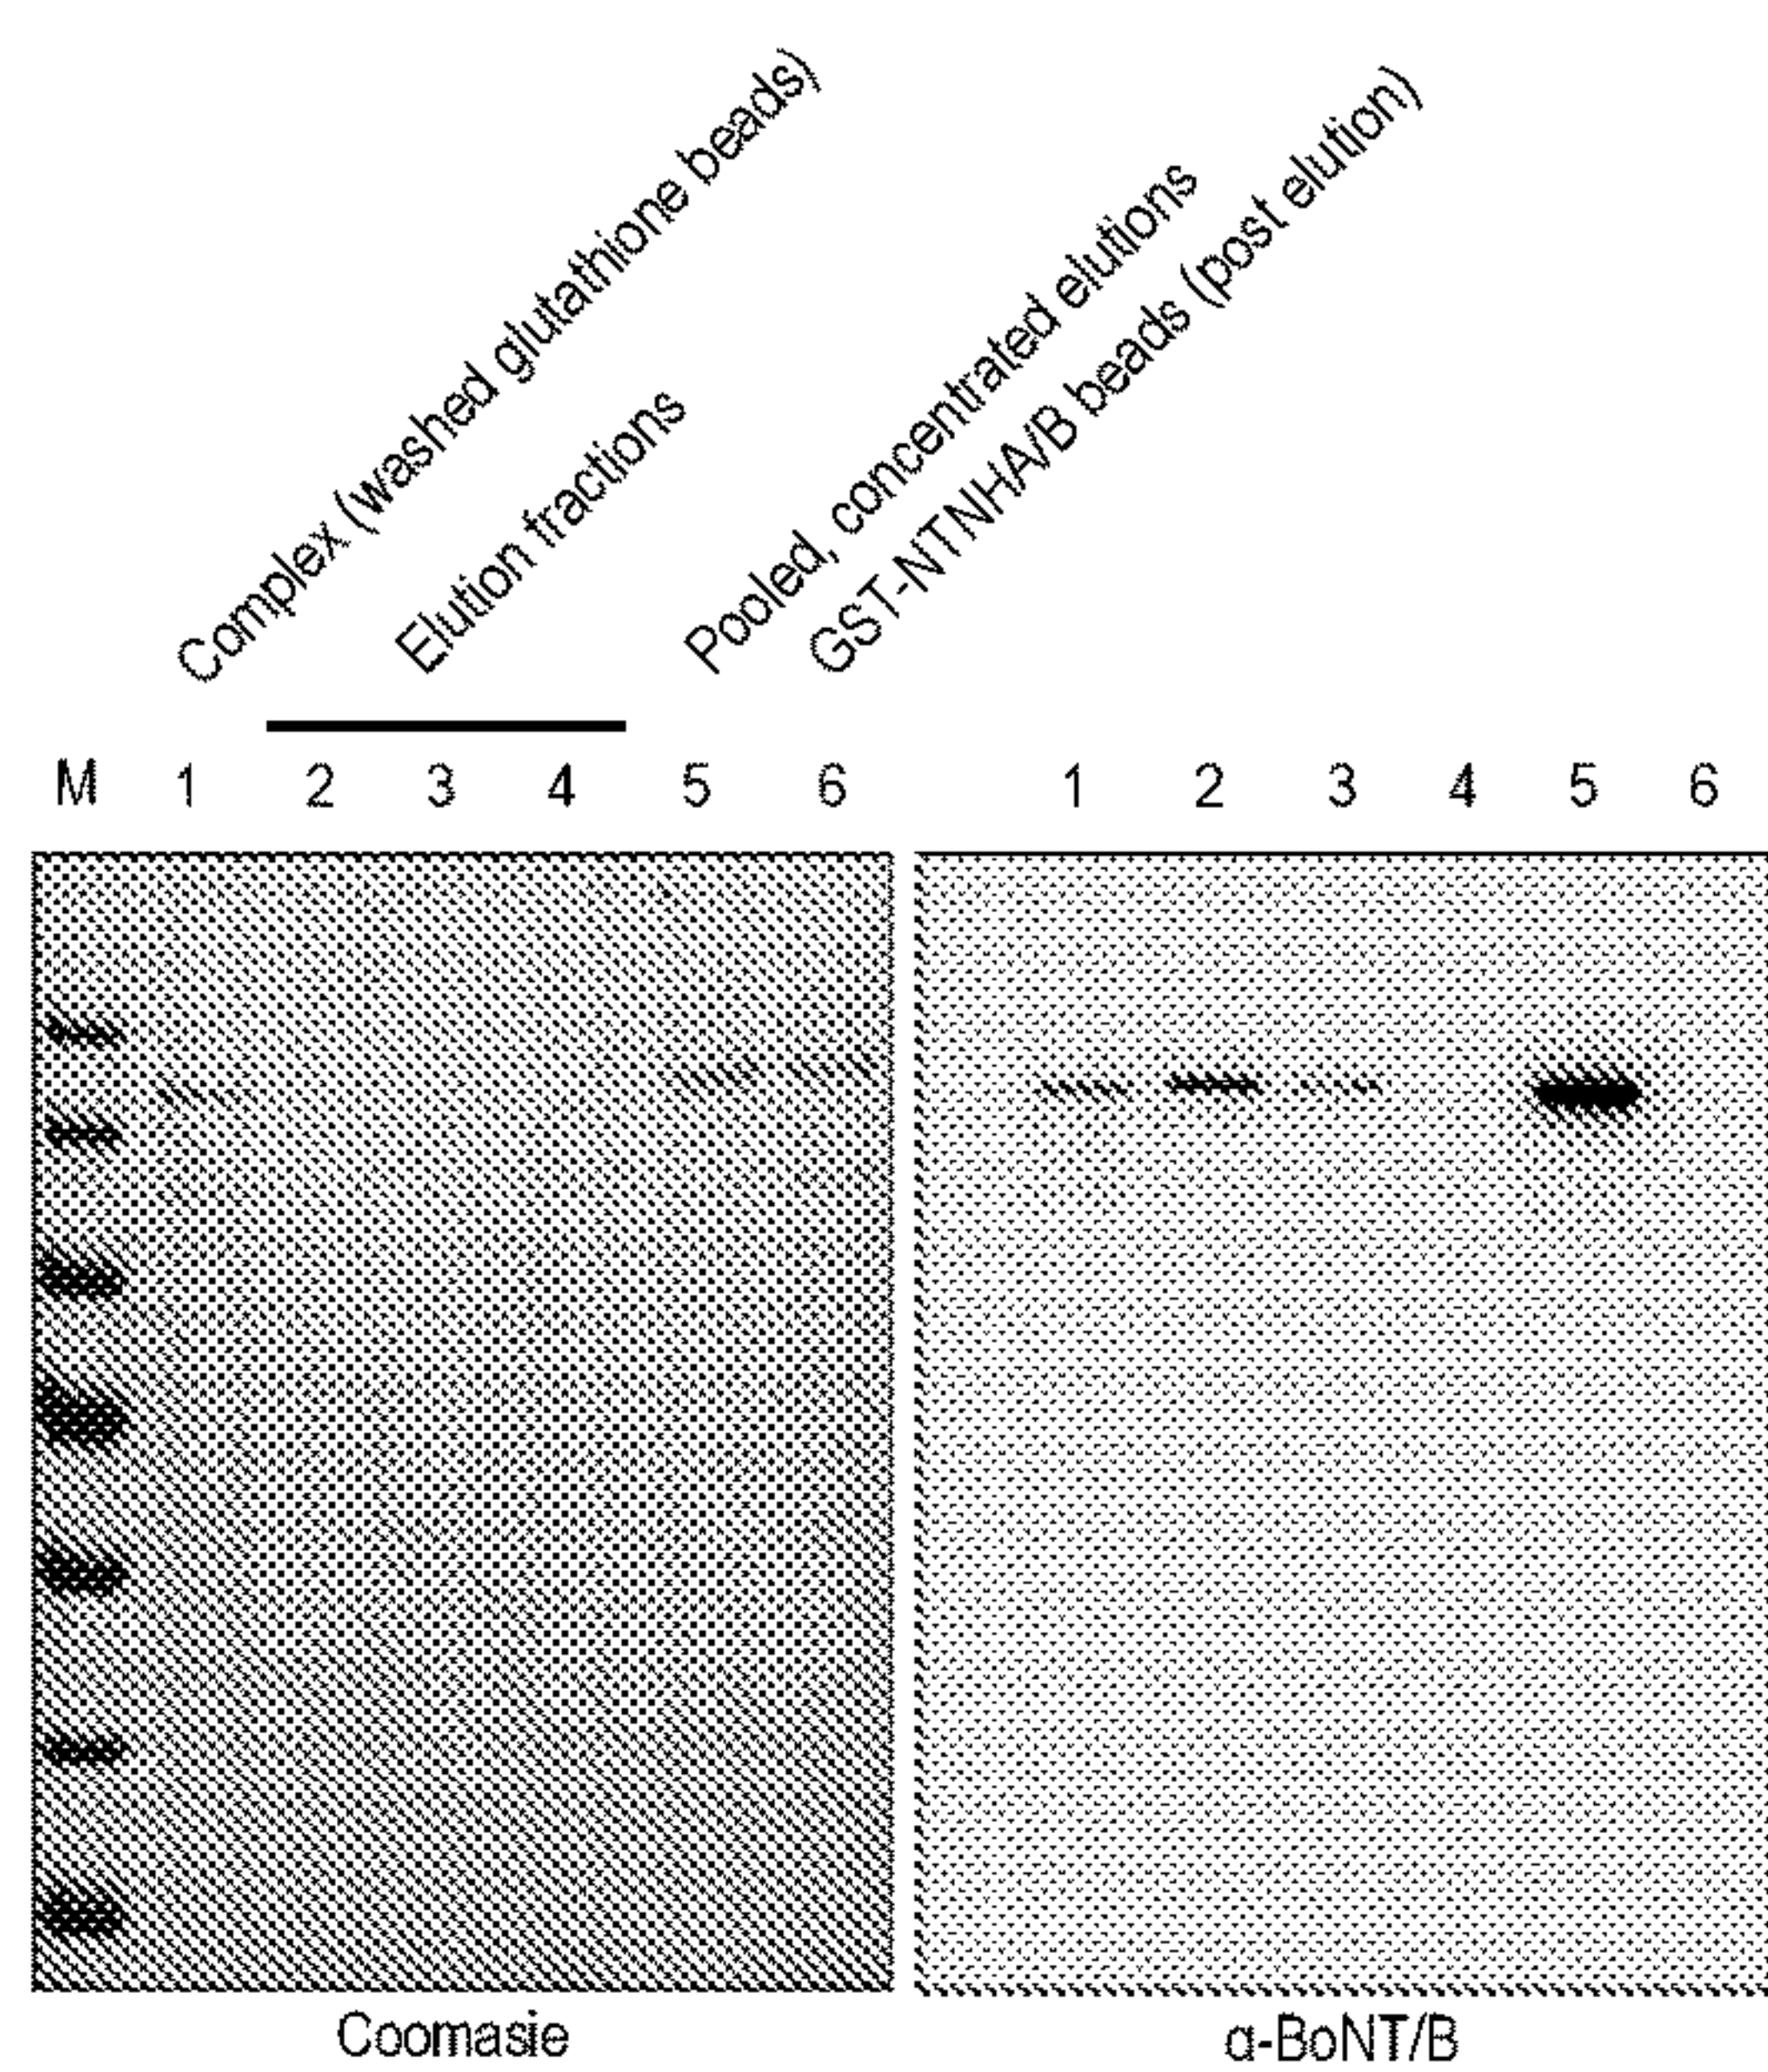 Complex (washed glutathione beads)
Elution fractions
Pooled, concentrated elutions
GST-NTNHA/B beads (post elution)
M 1 2 3 4 5 6 1 2 3 4 5 6
Coomasie α-BoNT/B